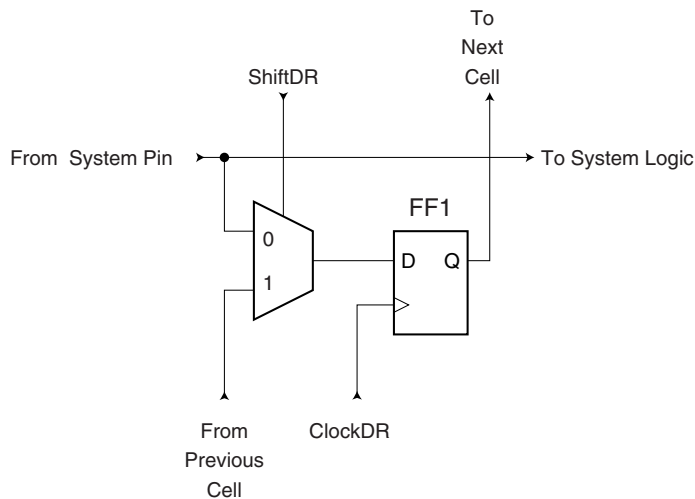 To
Next
Cell
ShiftDR
From System Pin
To System Logic
FF1
0
D Q
1
From
Previous
Cell
ClockDR